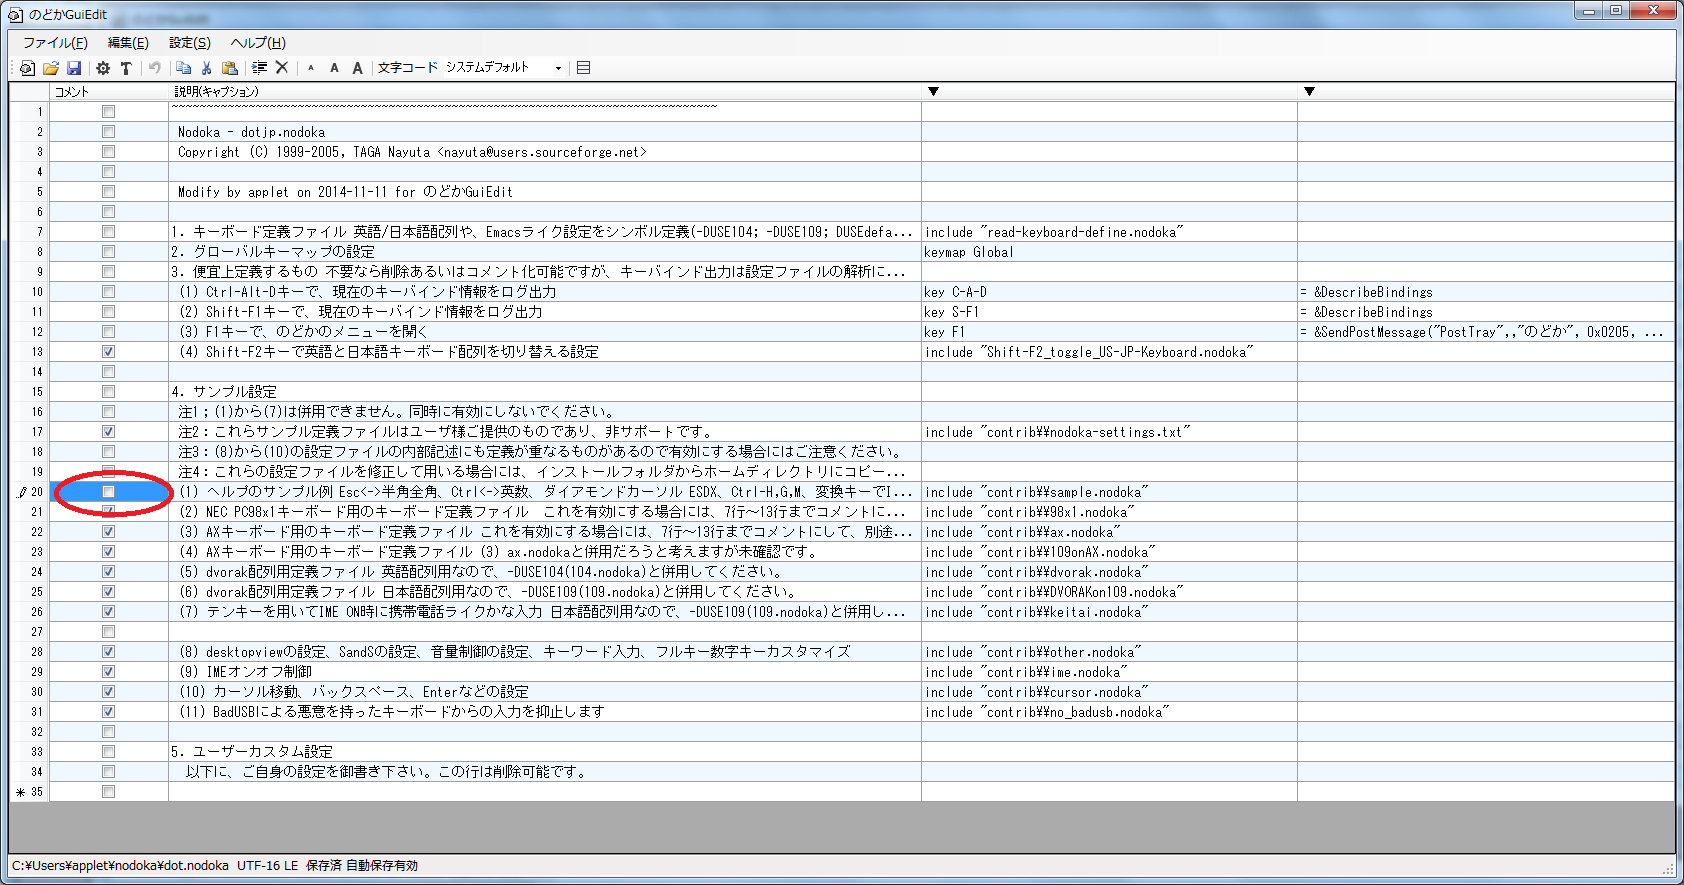 のどかGuiEdit
ファイル(F) 編集(E) 設定(S) ヘルプ(H)
A A A 文字コード システムデフォルト
コメント 説明(キャプション) ▼ ▼
1 ~~~~~~~~~~~~~~~~~~~~~~~~~~~~~~~~~~~~~~~~~~~~~~~~~~~~~~~~~~~~~~~~~~~~~~~~~~~~~
2 Nodoka - dotjp.nodoka
3 Copyright (C) 1999-2005, TAGA Nayuta <nayuta@users.sourceforge.net>
4
5 Modify by applet on 2014-11-11 for のどかGuiEdit
6
7 1. キーボード定義ファイル 英語/日本語配列や、Emacsライク設定をシンボル定義(-DUSE104; -DUSE109; DUSEdefa... include "read-keyboard-define.nodoka"
8 2. グローバルキーマップの設定 keymap Global
9 3. 便宜上定義するもの 不要なら削除あるいはコメント化可能ですが、キーバインド出力は設定ファイルの解析に...
10 (1) Ctrl-Alt-Dキーで、現在のキーバインド情報をログ出力 key C-A-D = &DescribeBindings
11 (2) Shift-F1キーで、現在のキーバインド情報をログ出力 key S-F1 = &DescribeBindings
12 (3) F1キーで、のどかのメニューを開く key F1 = &SendPostMessage("PostTray",,"のどか", 0x0205, ...
13 (4) Shift-F2キーで英語と日本語キーボード配列を切り替える設定 include "Shift-F2_toggle_US-JP-Keyboard.nodoka"
14
15 4. サンプル設定
16 注1；(1)から(7)は併用できません。同時に有効にしないでください。
17 注2：これらサンプル定義ファイルはユーザ様ご提供のものであり、非サポートです。 include "contrib¥¥nodoka-settings.txt"
18 注3：(8)から(10)の設定ファイルの内部記述にも定義が重なるものがあるので有効にする場合にはご注意ください。
19 注4：これらの設定ファイルを修正して用いる場合には、インストールフォルダからホームディレクトリにコピー...
20 (1) ヘルプのサンプル例 Esc<->半角全角、Ctrl<->英数、ダイアモンドカーソル ESDX、Ctrl-H,G,M、変換キーでI... include "contrib¥¥sample.nodoka"
21 (2) NEC PC98x1キーボード用のキーボード定義ファイル　これを有効にする場合には、7行～13行までコメントに... include "contrib¥¥98x1.nodoka"
22 (3) AXキーボード用のキーボード定義ファイル これを有効にする場合には、7行～13行までコメントにして、別途... include "contrib¥¥ax.nodoka"
23 (4) AXキーボード用のキーボード定義ファイル (3) ax.nodokaと併用だろうと考えますが未確認です。 include "contrib¥¥109onAX.nodoka"
24 (5) dvorak配列用定義ファイル 英語配列用なので、-DUSE104(104.nodoka)と併用してください。 include "contrib¥¥dvorak.nodoka"
25 (6) dvorak配列用定義ファイル 日本語配列用なので、-DUSE109(109.nodoka)と併用してください。 include "contrib¥¥DVORAKon109.nodoka"
26 (7) テンキーを用いてIME ON時に携帯電話ライクかな入力 日本語配列用なので、-DUSE109(109.nodoka)と併用し... include "contrib¥¥keitai.nodoka"
27
28 (8) desktopviewの設定、SandSの設定、音量制御の設定、キーワード入力、フルキー数字キーカスタマイズ include "contrib¥¥other.nodoka"
29 (9) IMEオンオフ制御 include "contrib¥¥ime.nodoka"
30 (10) カーソル移動、バックスペース、Enterなどの設定 include "contrib¥¥cursor.nodoka"
31 (11) BadUSBによる悪意を持ったキーボードからの入力を抑止します include "contrib¥¥no_badusb.nodoka"
32
33 5. ユーザーカスタム設定
34 以下に、ご自身の設定を御書き下さい。この行は削除可能です。
35
C:¥Users¥applet¥nodoka¥dot.nodoka UTF-16 LE 保存済 自動保存有効